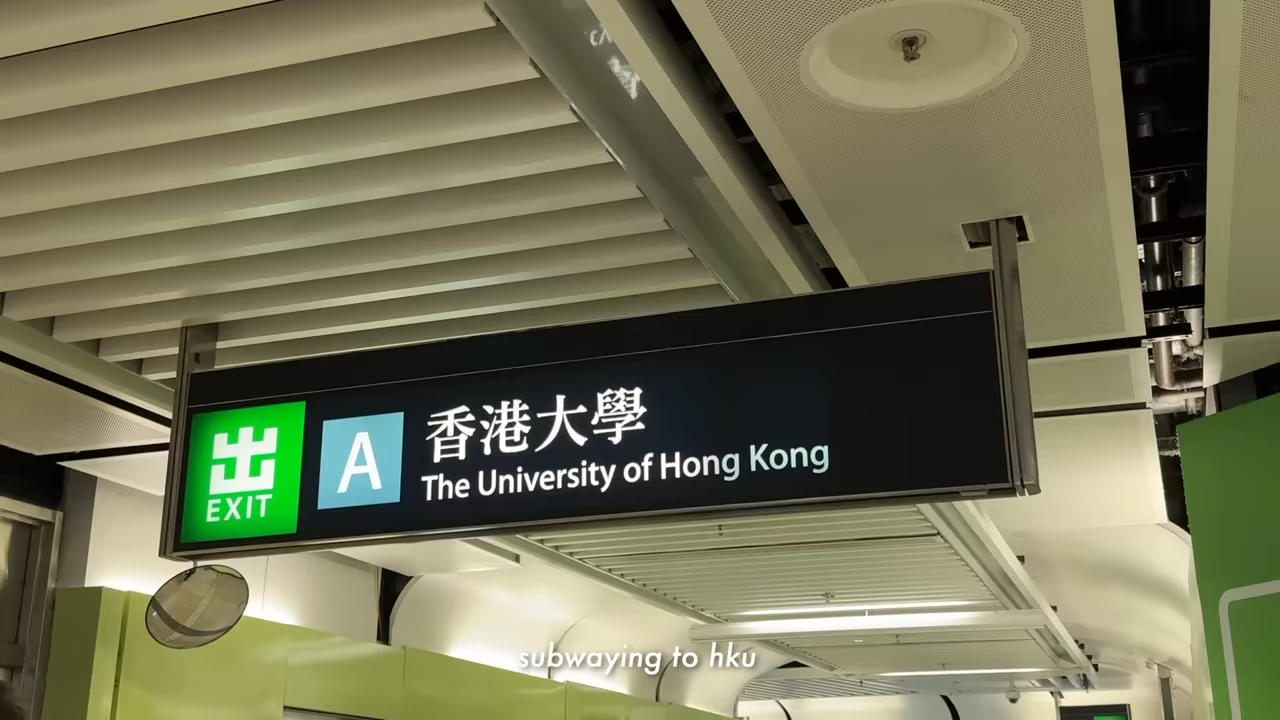 出
EXIT
A
香港大學
The University of Hong Kong
subwaying to hku